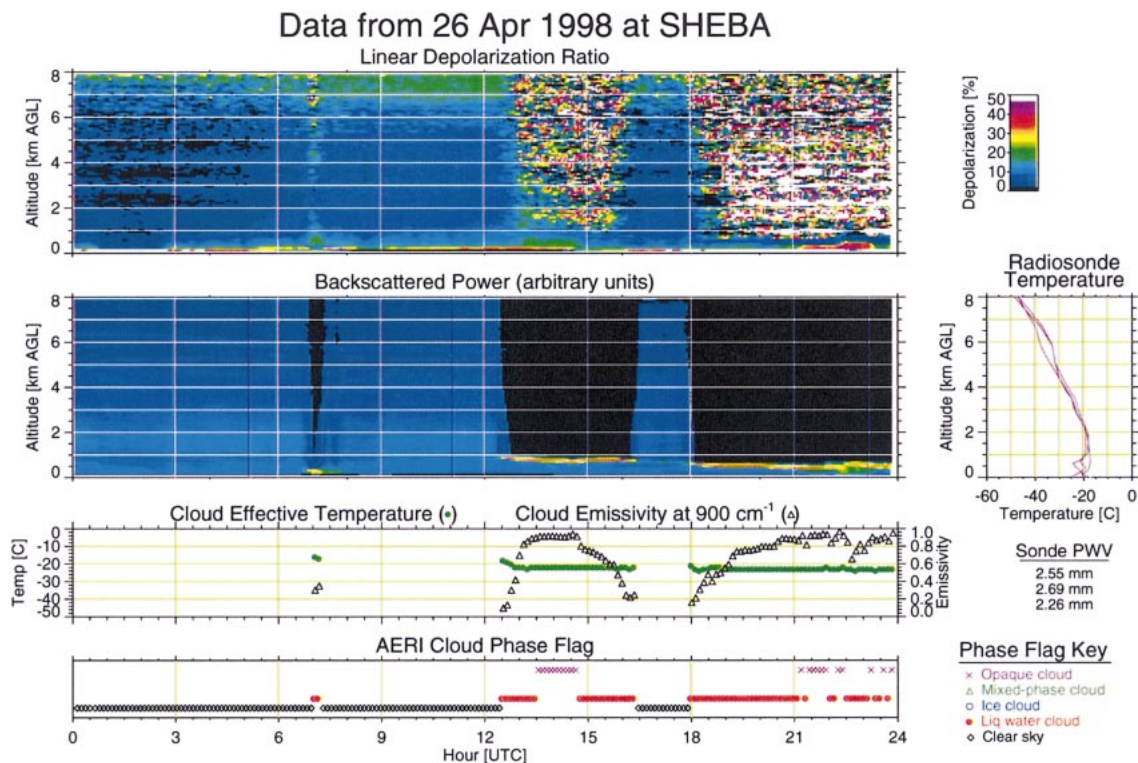 Data from 26 Apr 1998 at SHEBA
Linear Depolarization Ratio
Altitude [km AGL]
8
6
4
2
0
Depolarization [%]
50
40
30
20
10
0
Backscattered Power (arbitrary units)
Altitude [km AGL]
8
6
4
2
0
Radiosonde
Temperature
Altitude [km AGL]
8
6
4
2
0
-60 -40 -20 0
Temperature [C]
Cloud Effective Temperature (•) Cloud Emissivity at 900 cm⁻¹ (△)
Temp [C]
0
-10
-20
-30
-40
-50
1.0
0.8
0.6
0.4
0.2
0.0
Emissivity
Sonde PWV
2.55 mm
2.69 mm
2.26 mm
AERI Cloud Phase Flag
0 3 6 9 12 15 18 21 24
Hour [UTC]
Phase Flag Key
× Opaque cloud
△ Mixed-phase cloud
○ Ice cloud
● Liq water cloud
◇ Clear sky